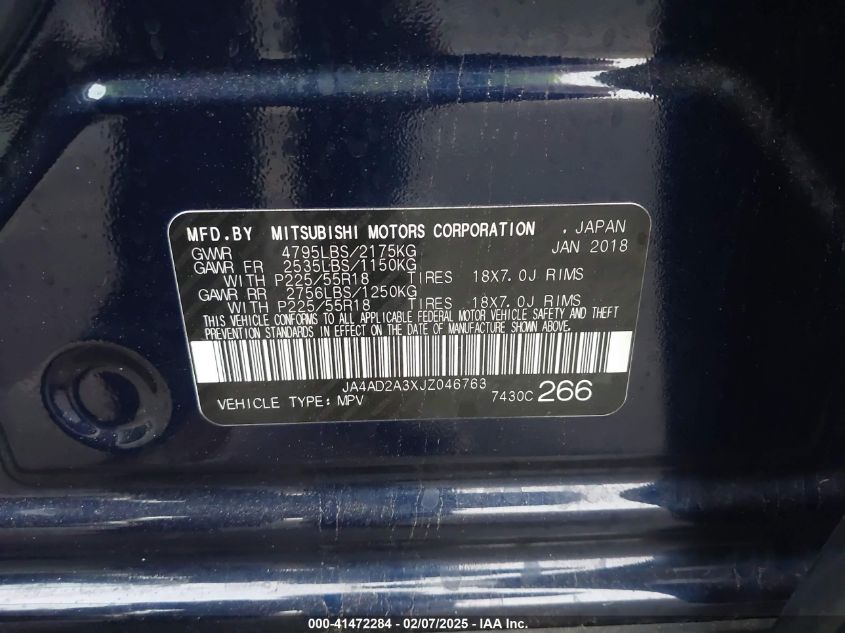 MFD.BY MITSUBISHI MOTORS CORPORATION . JAPAN
GVWR 4795LBS/2175KG JAN 2018
GAWR FR 2535LBS/1150KG
WITH P225/55R18 TIRES 18X7.0J RIMS
GAWR RR 2756LBS/1250KG
WITH P225/55R18 TIRES 18X7.0J RIMS
THIS VEHICLE CONFORMS TO ALL APPLICABLE FEDERAL MOTOR VEHICLE SAFETY AND THEFT
PREVENTION STANDARDS IN EFFECT ON THE DATE OF MANUFACTURE SHOWN ABOVE.
JA4AD2A3XJZ046763
VEHICLE TYPE: MPV 7430C 266
000-41472284 - 02/07/2025 - IAA Inc.